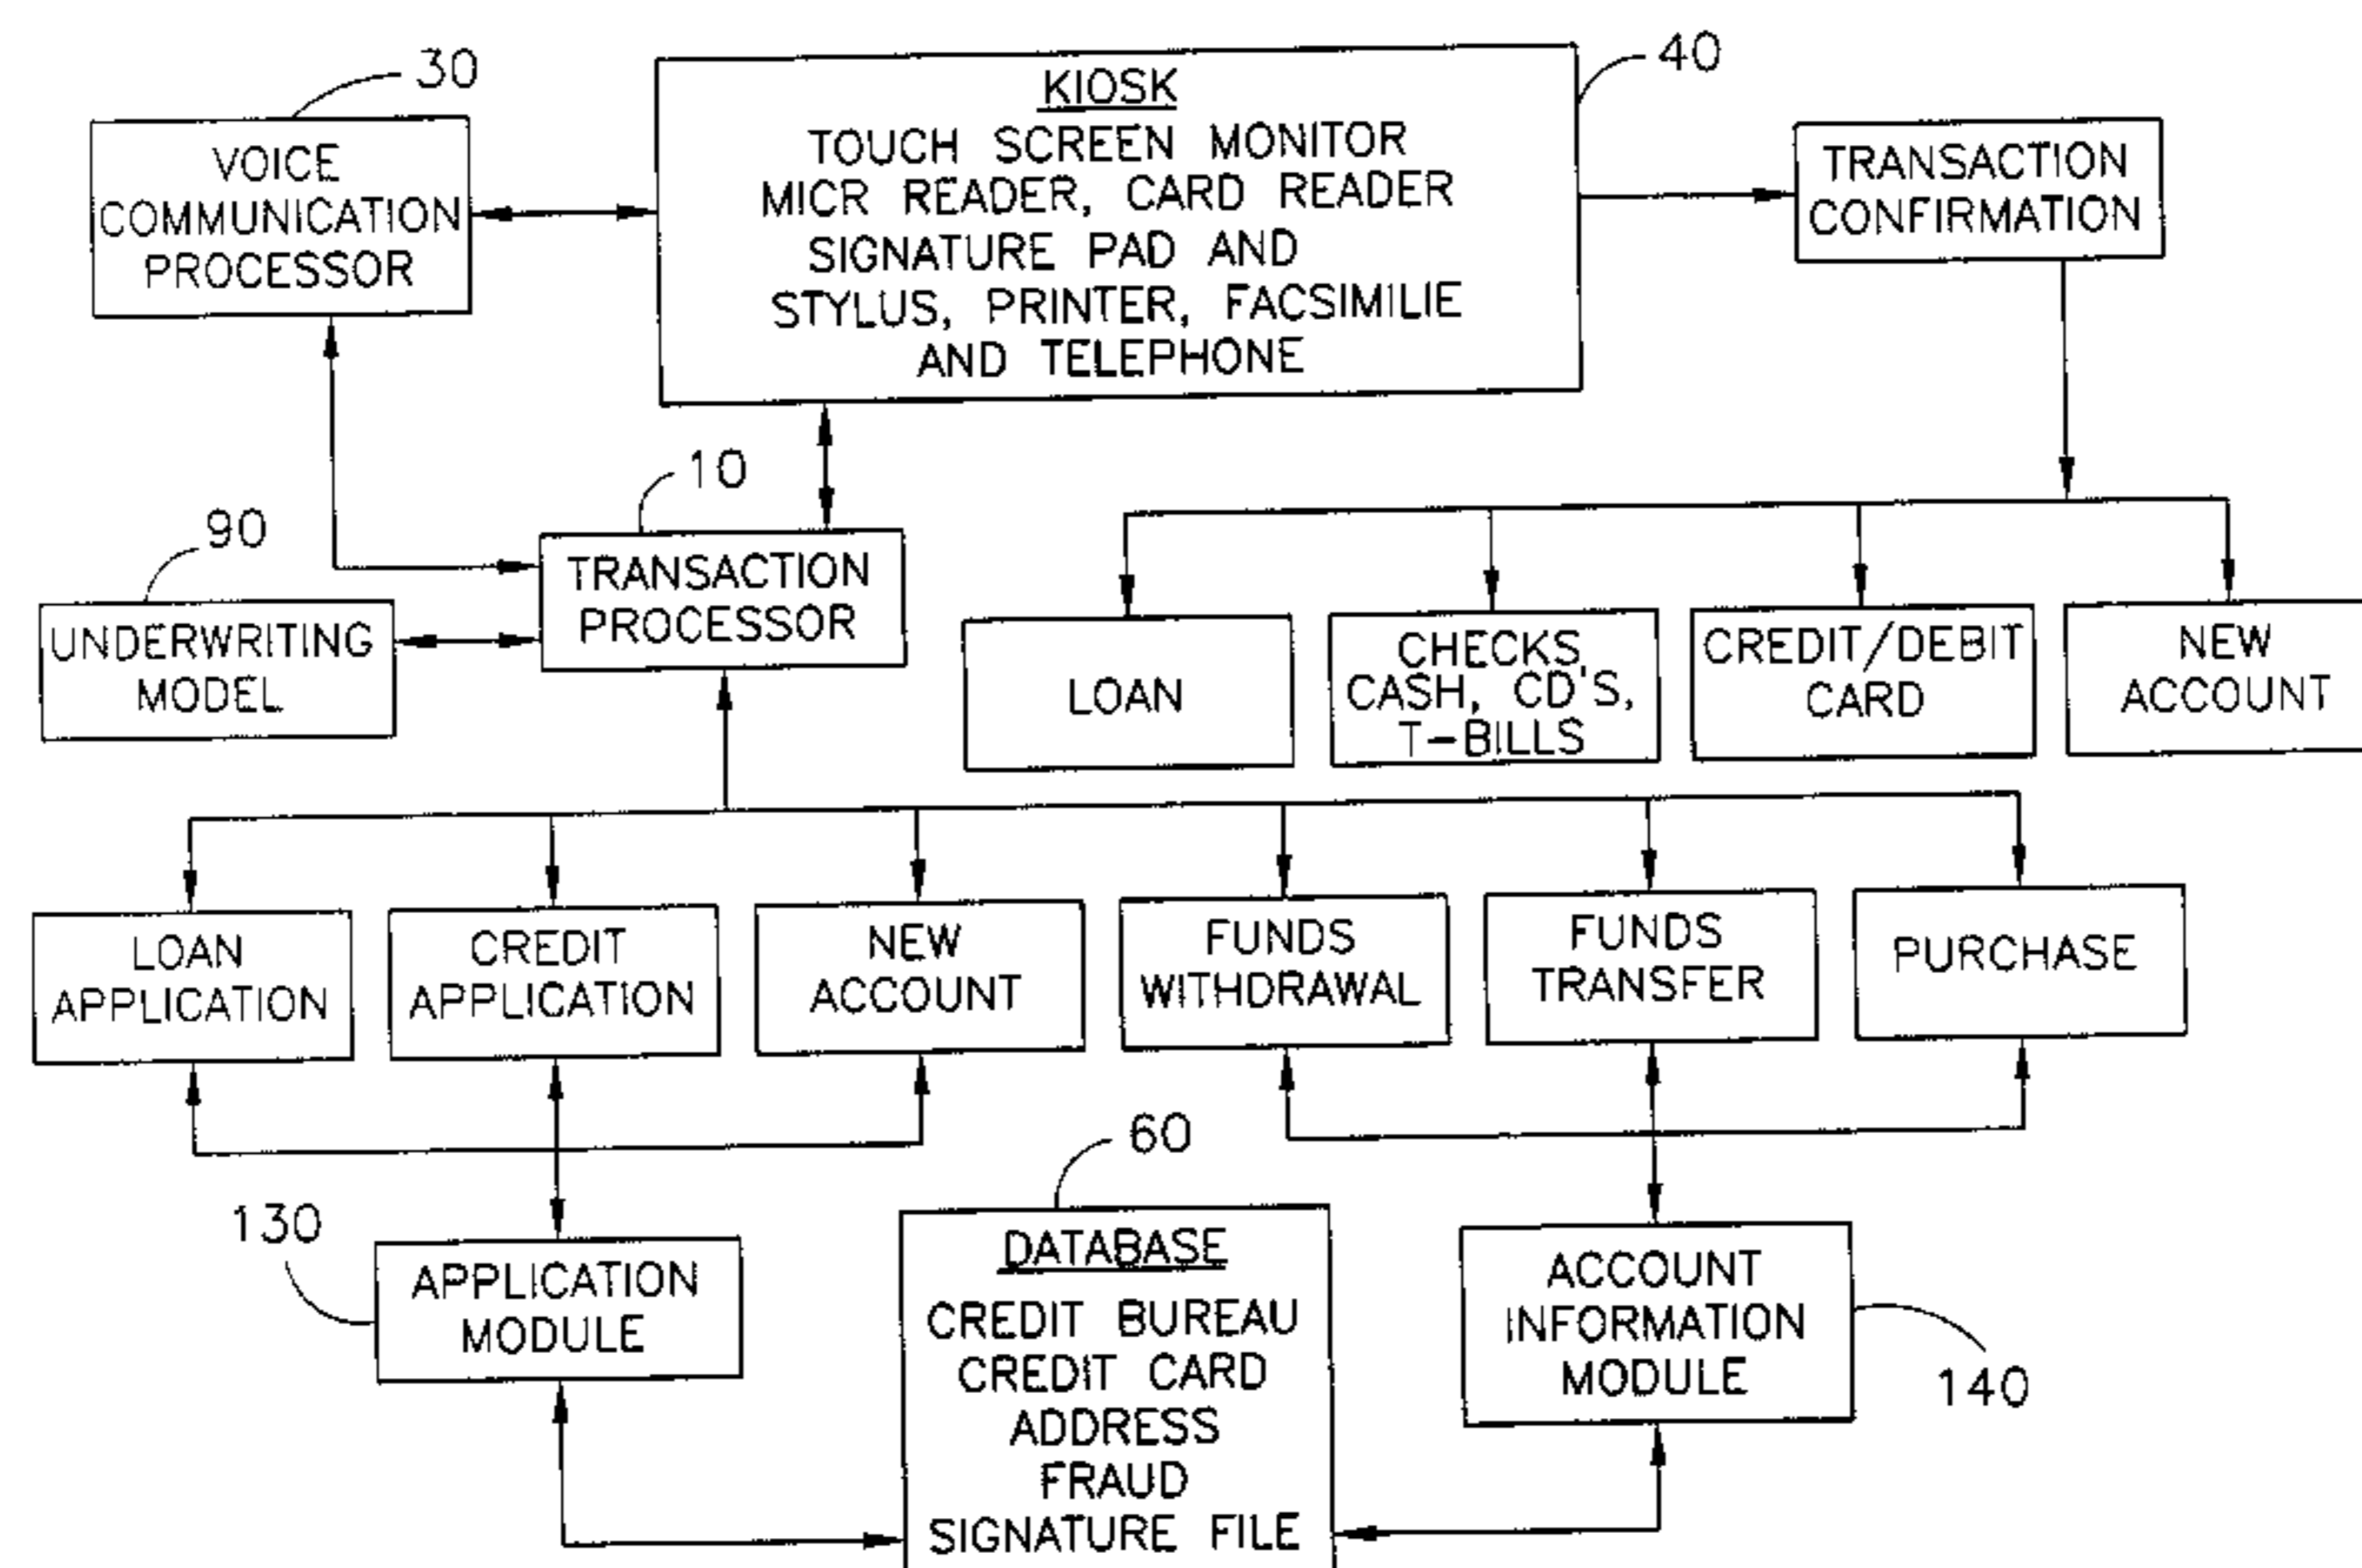 30
40
KIOSK
TOUCH SCREEN MONITOR
MICR READER, CARD READER
SIGNATURE PAD AND
STYLUS, PRINTER, FACSIMILIE
AND TELEPHONE
VOICE
COMMUNICATION
PROCESSOR
TRANSACTION
CONFIRMATION
10
90
TRANSACTION
PROCESSOR
UNDERWRITING
MODEL
LOAN
CHECKS,
CASH, CD'S,
T-BILLS
CREDIT/DEBIT
CARD
NEW
ACCOUNT
LOAN
APPLICATION
CREDIT
APPLICATION
NEW
ACCOUNT
FUNDS
WITHDRAWAL
FUNDS
TRANSFER
PURCHASE
60
130
APPLICATION
MODULE
DATABASE
CREDIT BUREAU
CREDIT CARD
ADDRESS
FRAUD
SIGNATURE FILE
ACCOUNT
INFORMATION
MODULE
140